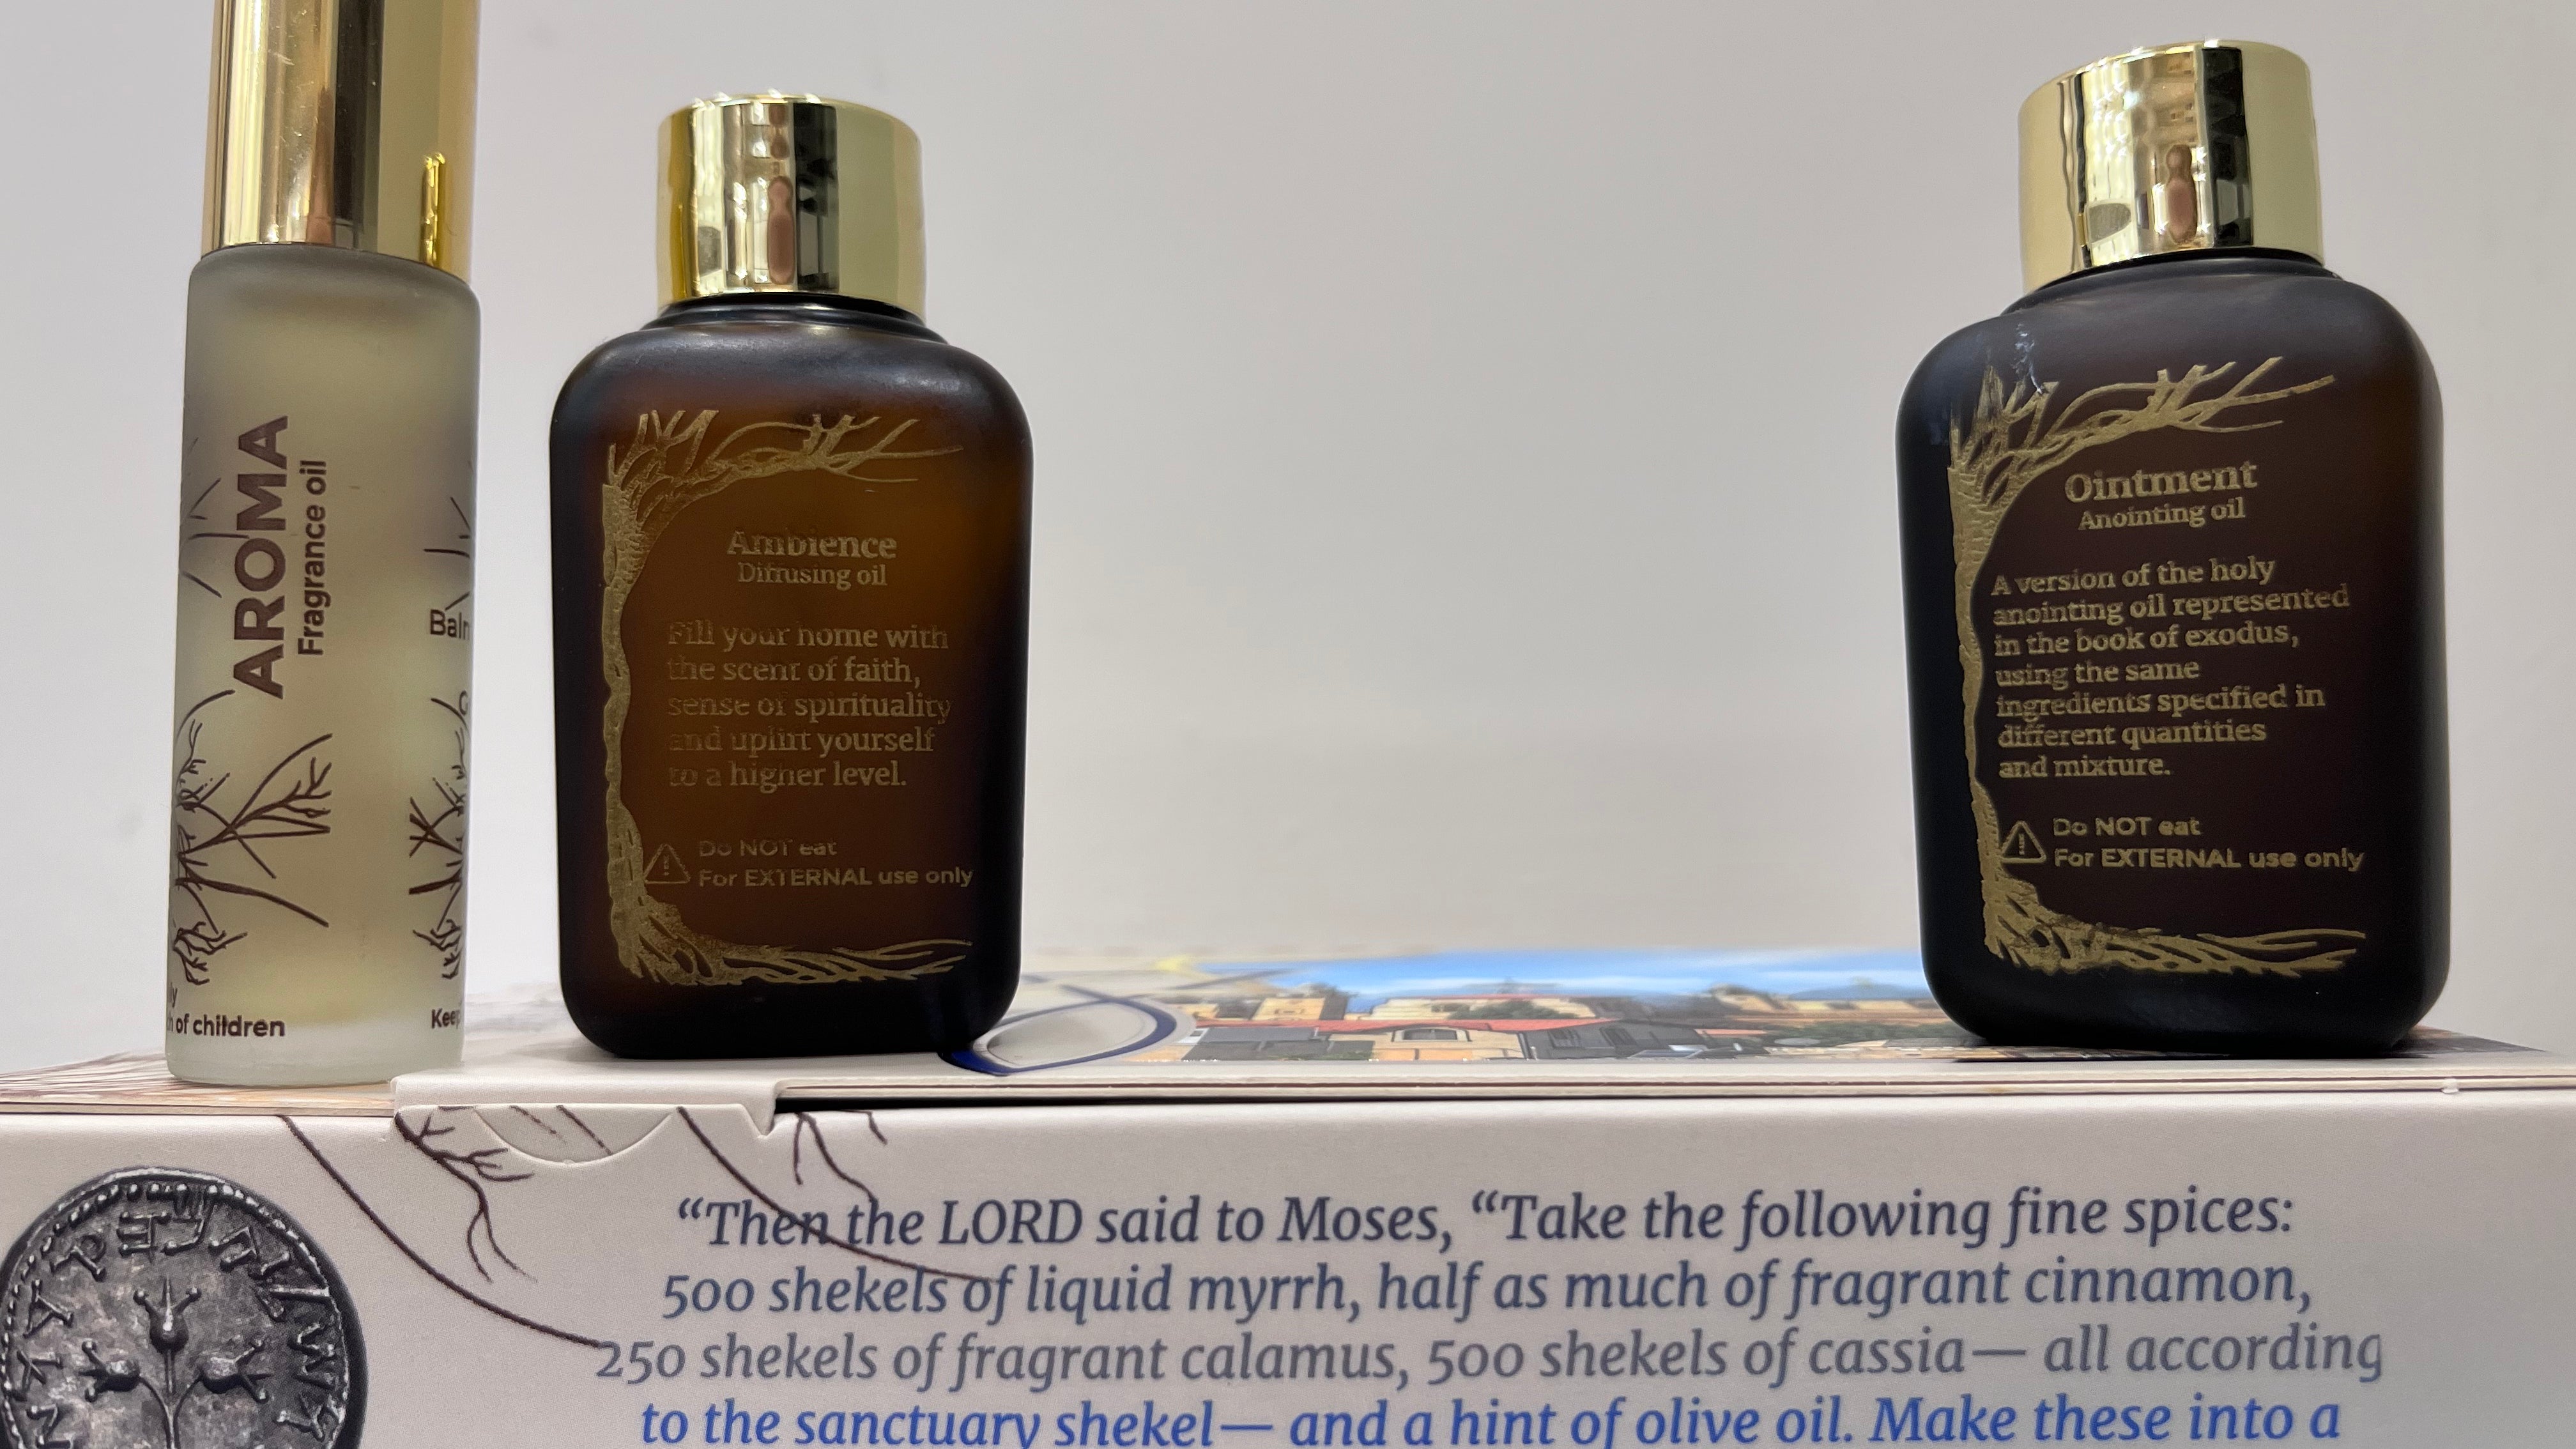 AROMA
Fragrance oil
of children
Ambience
Diffusing oil
Fill your home with
the scent of faith,
sense of spirituality
and uplift yourself
to a higher level.
Do NOT eat
For EXTERNAL use only
Ointment
Anointing oil
A version of the holy
anointing oil represented
in the book of exodus,
using the same
ingredients specified in
different quantities
and mixture.
Do NOT eat
For EXTERNAL use only
“Then the LORD said to Moses, “Take the following fine spices:
500 shekels of liquid myrrh, half as much of fragrant cinnamon,
250 shekels of fragrant calamus, 500 shekels of cassia— all according
to the sanctuary shekel— and a hint of olive oil. Make these into a